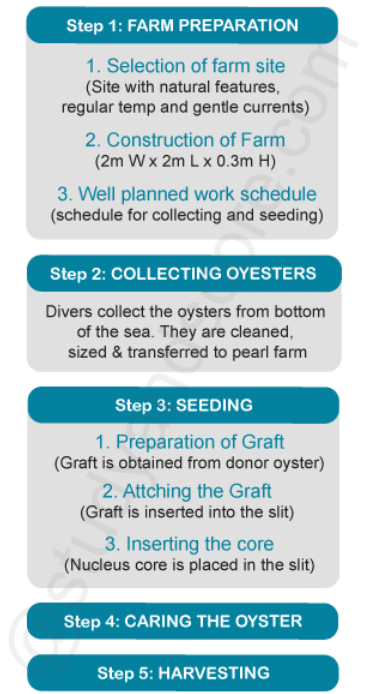 Step 1: FARM PREPARATION
1. Selection of farm site
(Site with natural features,
regular temp and gentle currents)
2. Construction of Farm
(2m W x 2m L x 0.3m H)
3. Well planned work schedule
(schedule for collecting and seeding)
Step 2: COLLECTING OYESTERS
Divers collect the oysters from bottom
of the sea. They are cleaned,
sized & transferred to pearl farm
Step 3: SEEDING
1. Preparation of Graft
(Graft is obtained from donor oyster)
2. Attching the Graft
(Graft is inserted into the slit)
3. Inserting the core
(Nucleus core is placed in the slit)
Step 4: CARING THE OYSTER
Step 5: HARVESTING
©studyandscore.com